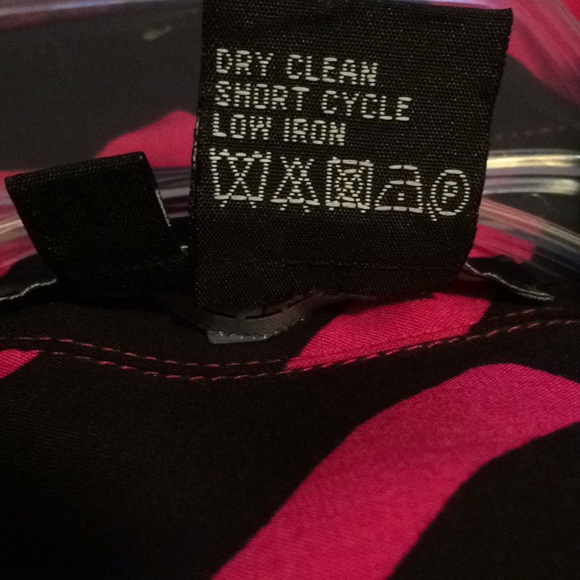 DRY CLEAN
SHORT CYCLE
LOW IRON
P